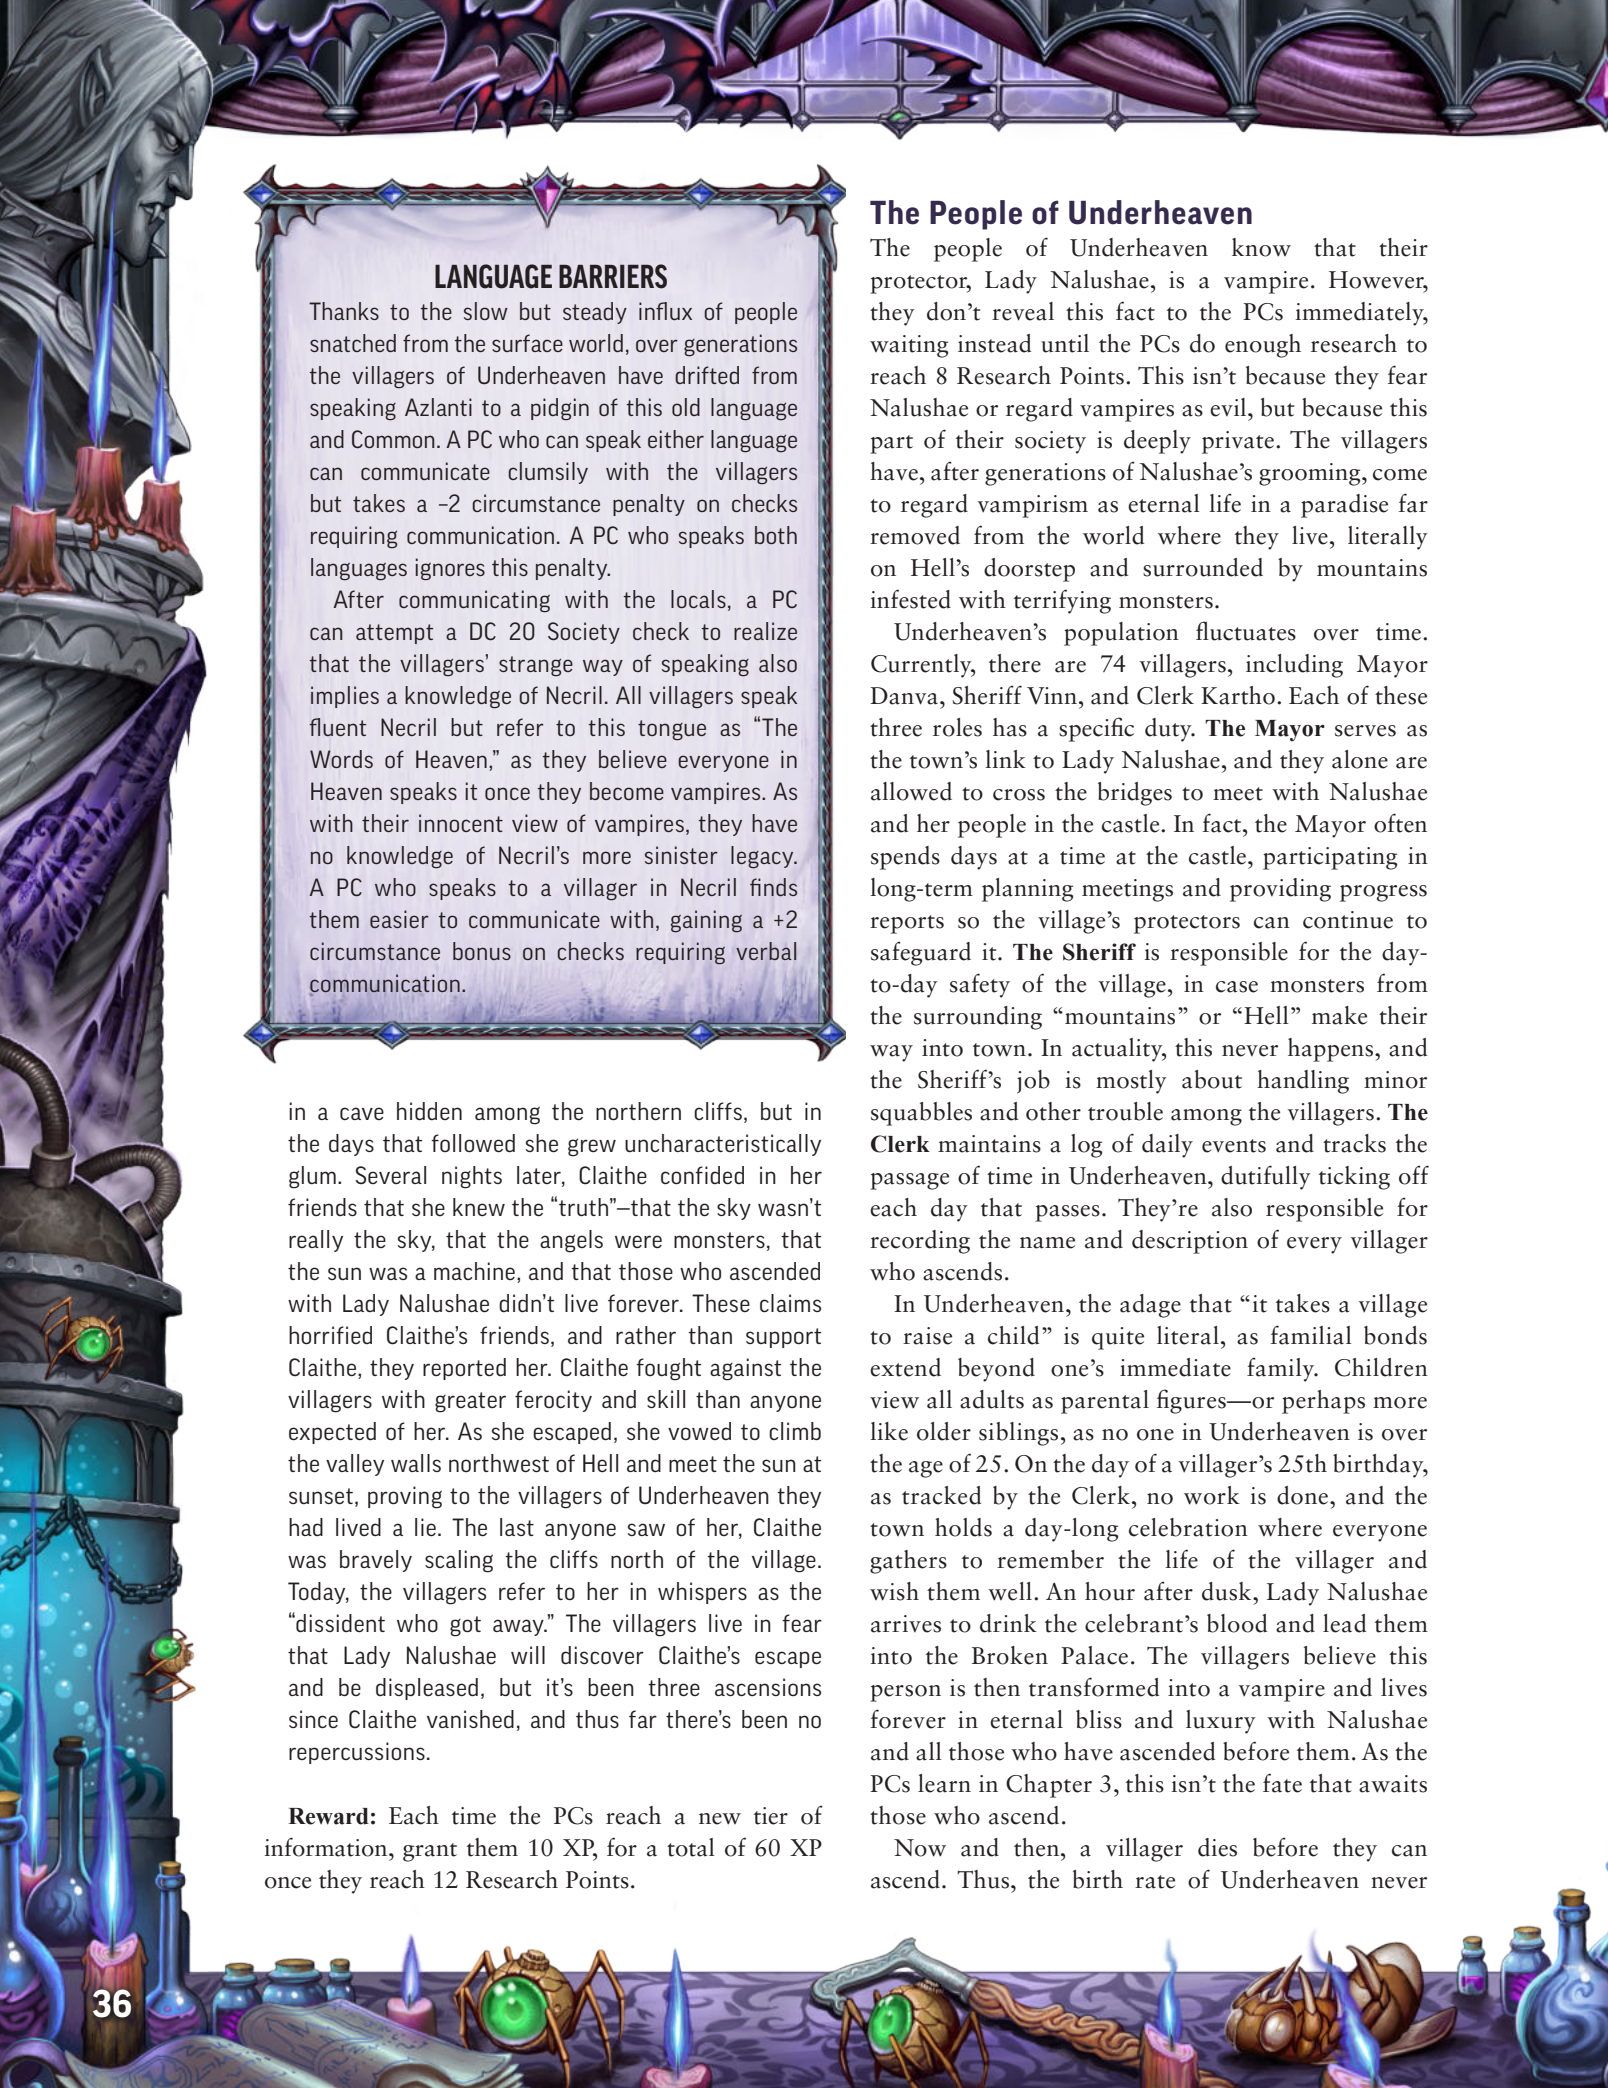 LANGUAGE BARRIERS
Thanks to the slow but steady influx of people
snatched from the surface world, over generations
the villagers of Underheaven have drifted from
speaking Azlanti to a pidgin of this old language
and Common. A PC who can speak either language
can communicate clumsily with the villagers
but takes a –2 circumstance penalty on checks
requiring communication. A PC who speaks both
languages ignores this penalty.
After communicating with the locals, a PC
can attempt a DC 20 Society check to realize
that the villagers’ strange way of speaking also
implies a knowledge of Necril. All villagers speak
fluent Necril but refer to this tongue as “The
Words of Heaven,” as they believe everyone in
Heaven speaks it once they become vampires. As
with their innocent view of vampires, they have
no knowledge of Necril’s more sinister legacy.
A PC who speaks to a villager in Necril finds
them easier to communicate with, gaining a +2
circumstance bonus on checks requiring verbal
communication.
in a cave hidden among the northern cliffs, but in
the days that followed she grew uncharacteristically
glum. Several nights later, Claithe confided in her
friends that she knew the “truth”—that the sky wasn’t
really the sky, that the angels were monsters, that
the sun was a machine, and that those who ascended
with Lady Nalushae didn’t live forever. These claims
horrified Claithe’s friends, and rather than support
Claithe, they reported her. Claithe fought against the
villagers with greater ferocity and skill than anyone
expected of her. As she escaped, she vowed to climb
the valley walls northwest of Hell and meet the sun at
sunset, proving to the villagers of Underheaven they
had lived a lie. The last anyone saw of her, Claithe
was bravely scaling the cliffs north of the village.
Today, the villagers refer to her in whispers as the
“dissident who got away.” The villagers live in fear
that Lady Nalushae will discover Claithe’s escape
and be displeased, but it’s been three ascensions
since Claithe vanished, and thus far there’s been no
repercussions.
Reward: Each time the PCs reach a new tier of
information, grant them 10 XP, for a total of 60 XP
once they reach 12 Research Points.
The People of Underheaven
The people of Underheaven know that their
protector, Lady Nalushae, is a vampire. However,
they don’t reveal this fact to the PCs immediately,
waiting instead until the PCs do enough research to
reach 8 Research Points. This isn’t because they fear
Nalushae or regard vampires as evil, but because this
part of their society is deeply private. The villagers
have, after generations of Nalushae’s grooming, come
to regard vampirism as eternal life in a paradise far
removed from the world where they live, literally
on Hell’s doorstep and surrounded by mountains
infested with terrifying monsters.
Underheaven’s population fluctuates over time.
Currently, there are 74 villagers, including Mayor
Danva, Sheriff Vinn, and Clerk Kartho. Each of these
three roles has a specific duty. The Mayor serves as
the town’s link to Lady Nalushae, and they alone are
allowed to cross the bridges to meet with Nalushae
and her people in the castle. In fact, the Mayor often
spends days at a time at the castle, participating in
long-term planning meetings and providing progress
reports so the village’s protectors can continue to
safeguard it. The Sheriff is responsible for the day-
to-day safety of the village, in case monsters from
the surrounding “mountains” or “Hell” make their
way into town. In actuality, this never happens, and
the Sheriff’s job is mostly about handling minor
squabbles and other trouble among the villagers. The
Clerk maintains a log of daily events and tracks the
passage of time in Underheaven, dutifully ticking off
each day that passes. They’re also responsible for
recording the name and description of every villager
who ascends.
In Underheaven, the adage that “it takes a village
to raise a child” is quite literal, as familial bonds
extend beyond one’s immediate family. Children
view all adults as parental figures—or perhaps more
like older siblings, as no one in Underheaven is over
the age of 25. On the day of a villager’s 25th birthday,
as tracked by the Clerk, no work is done, and the
town holds a day-long celebration where everyone
gathers to remember the life of the villager and
wish them well. An hour after dusk, Lady Nalushae
arrives to drink the celebrant’s blood and lead them
into the Broken Palace. The villagers believe this
person is then transformed into a vampire and lives
forever in eternal bliss and luxury with Nalushae
and all those who have ascended before them. As the
PCs learn in Chapter 3, this isn’t the fate that awaits
those who ascend.
Now and then, a villager dies before they can
ascend. Thus, the birth rate of Underheaven never
36